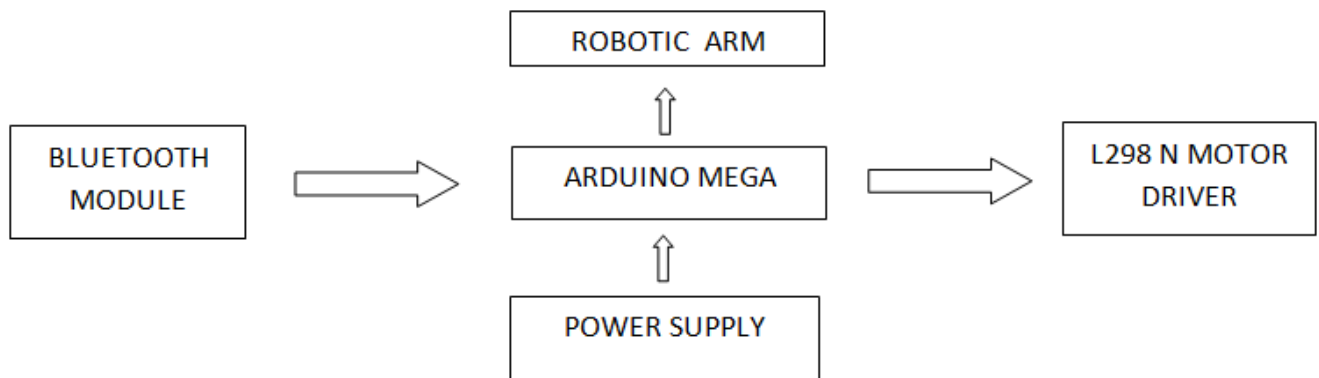 ROBOTIC ARM
BLUETOOTH
MODULE
ARDUINO MEGA
L298 N MOTOR
DRIVER
POWER SUPPLY